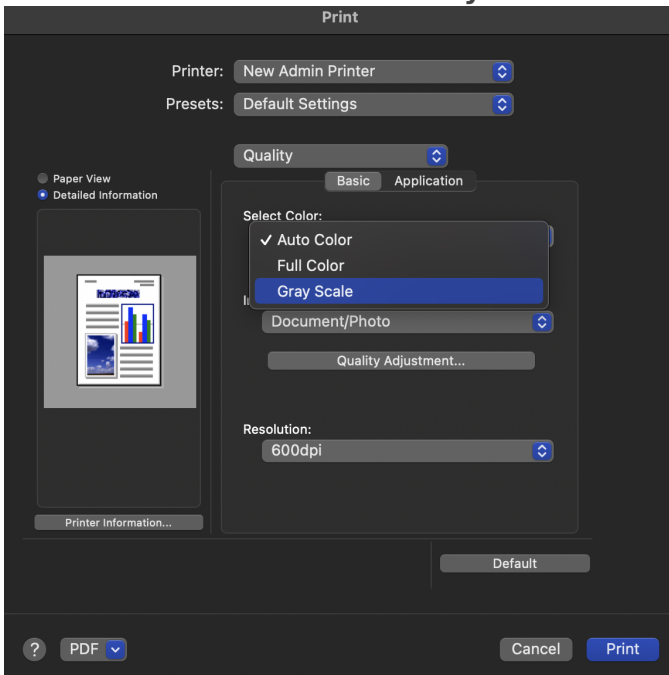 Print
Printer: New Admin Printer
Presets: Default Settings
Quality
Paper View
Detailed Information
Basic Application
Select Color:
✓ Auto Color
Full Color
Gray Scale
Document/Photo
Quality Adjustment...
Resolution:
600dpi
Printer Information...
Default
? PDF
Cancel Print